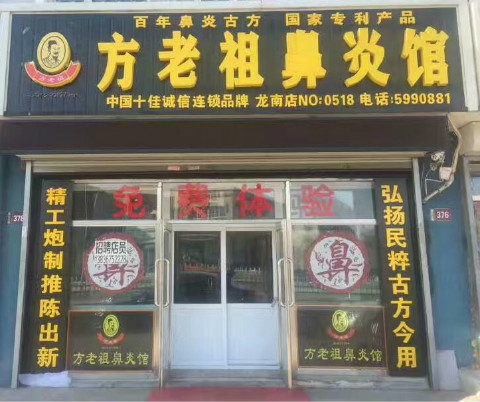 百年鼻炎古方 国家专利产品
方老祖鼻炎馆
方老祖
中国十佳诚信连锁品牌 龙南店NO:0518 电话:5990881
免费体验
精工炮制推陈出新
弘扬民粹古方今用
376
376
招聘店员
鼻
方老祖鼻炎馆
方老祖鼻炎馆